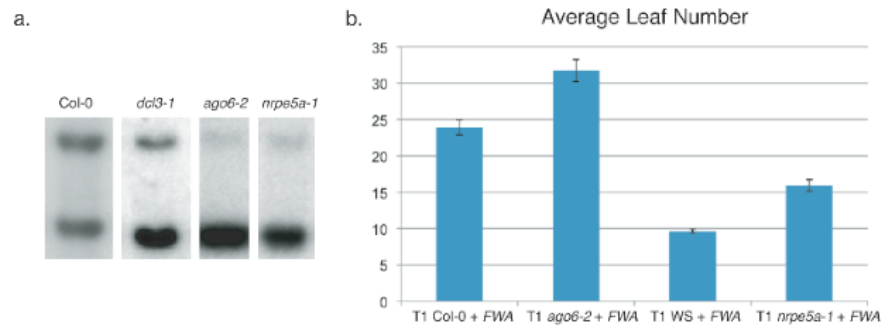 a.
Col-0 dcl3-1 ago6-2 nrpe5a-1
b.
Average Leaf Number
35
30
25
20
15
10
5
0
T1 Col-0 + FWA T1 ago6-2 + FWA T1 WS + FWA T1 nrpe5a-1 + FWA